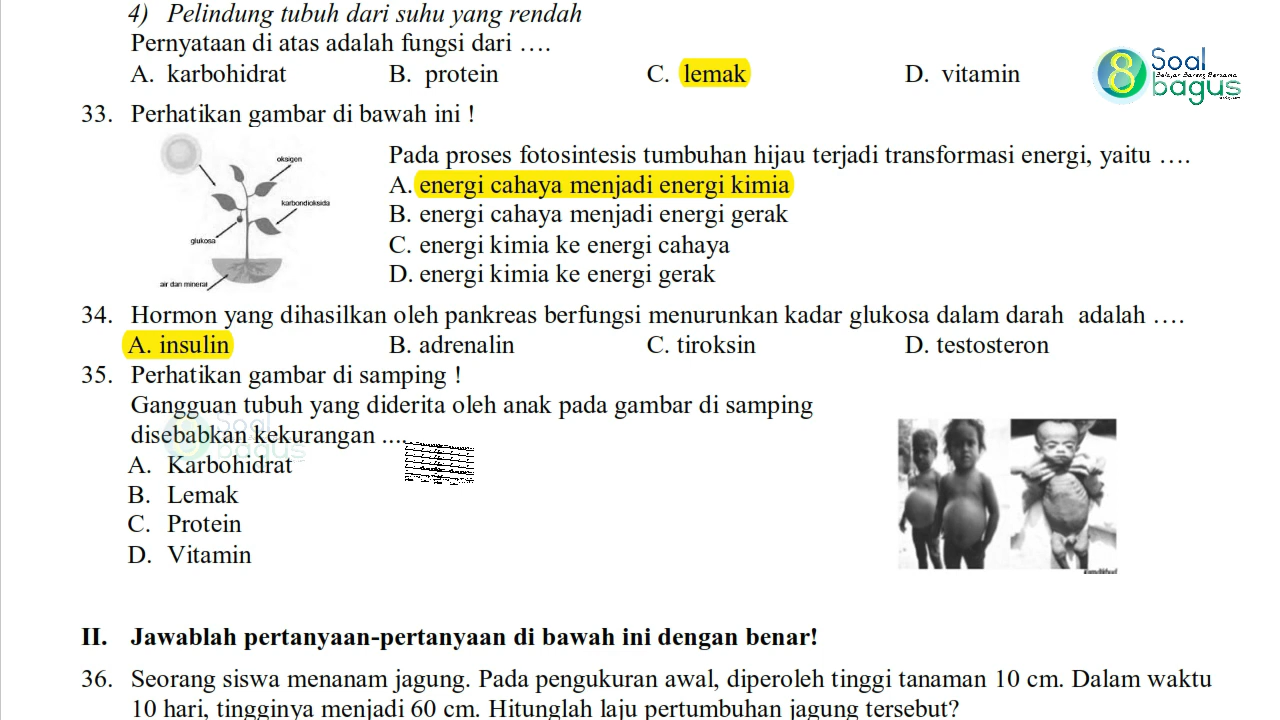 4) Pelindung tubuh dari suhu yang rendah
Pernyataan di atas adalah fungsi dari ….
A. karbohidrat B. protein C. lemak D. vitamin
Soal
Belajar Bareng Bersama
bagus
8
33. Perhatikan gambar di bawah ini !
oksigen
karbondioksida
glukosa
air dan mineral
Pada proses fotosintesis tumbuhan hijau terjadi transformasi energi, yaitu ….
A. energi cahaya menjadi energi kimia
B. energi cahaya menjadi energi gerak
C. energi kimia ke energi cahaya
D. energi kimia ke energi gerak
34. Hormon yang dihasilkan oleh pankreas berfungsi menurunkan kadar glukosa dalam darah adalah ….
A. insulin B. adrenalin C. tiroksin D. testosteron
35. Perhatikan gambar di samping !
Gangguan tubuh yang diderita oleh anak pada gambar di samping
disebabkan kekurangan ....
Soal
bagus
A. Karbohidrat
B. Lemak
C. Protein
D. Vitamin
II. Jawablah pertanyaan-pertanyaan di bawah ini dengan benar!
36. Seorang siswa menanam jagung. Pada pengukuran awal, diperoleh tinggi tanaman 10 cm. Dalam waktu
10 hari, tingginya menjadi 60 cm. Hitunglah laju pertumbuhan jagung tersebut?